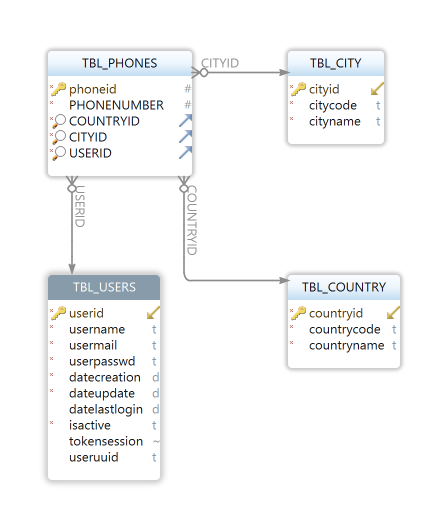 TBL_PHONES
phoneid #
* PHONENUMBER #
* COUNTRYID
* CITYID
* USERID
CITYID
TBL_CITY
* cityid
* citycode t
cityname t
USERID
COUNTRYID
TBL_USERS
* userid
* username t
* usermail t
* userpasswd t
* datecreation d
* dateupdate d
datelastlogin d
* isactive t
tokensession ~
useruuid t
TBL_COUNTRY
* countryid
* countrycode t
* countryname t